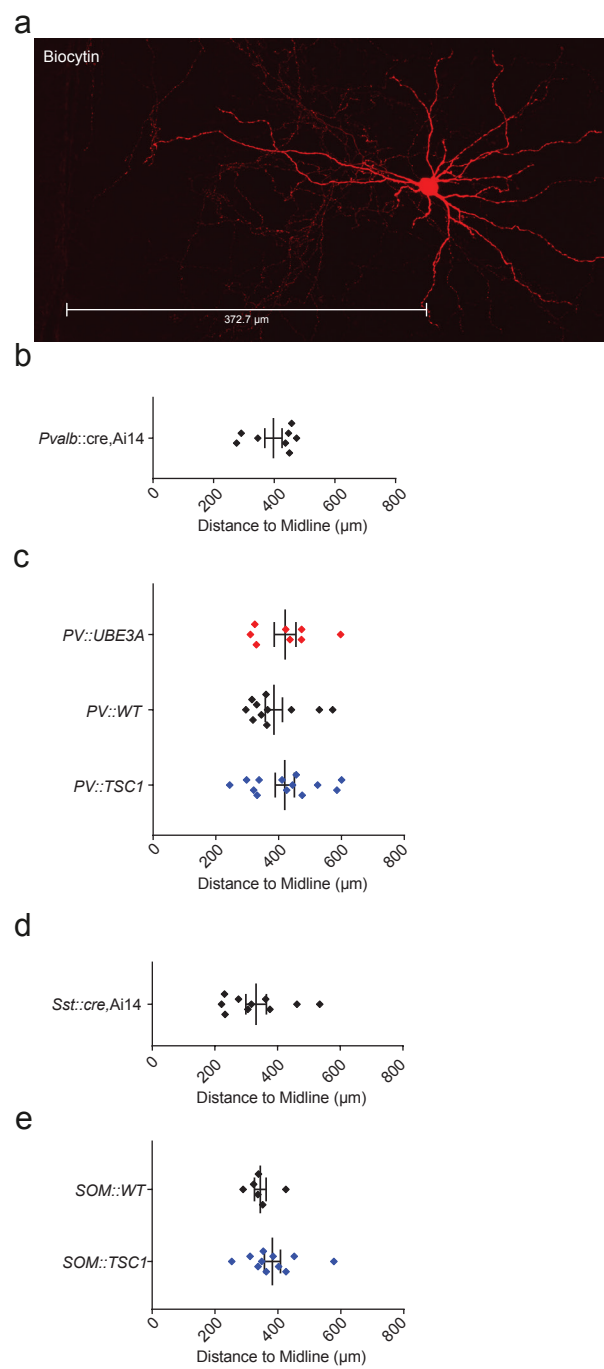 a
Biocytin
372.7 µm
b
Pvalb::cre,Ai14
0 200 400 600 800
Distance to Midline (µm)
c
PV::UBE3A
PV::WT
PV::TSC1
0 200 400 600 800
Distance to Midline (µm)
d
Sst::cre,Ai14
0 200 400 600 800
Distance to Midline (µm)
e
SOM::WT
SOM::TSC1
0 200 400 600 800
Distance to Midline (µm)